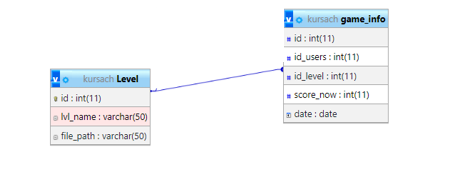 kursach game_info
id : int(11)
id_users : int(11)
id_level : int(11)
score_now : int(11)
date : date
kursach Level
id : int(11)
lvl_name : varchar(50)
file_path : varchar(50)